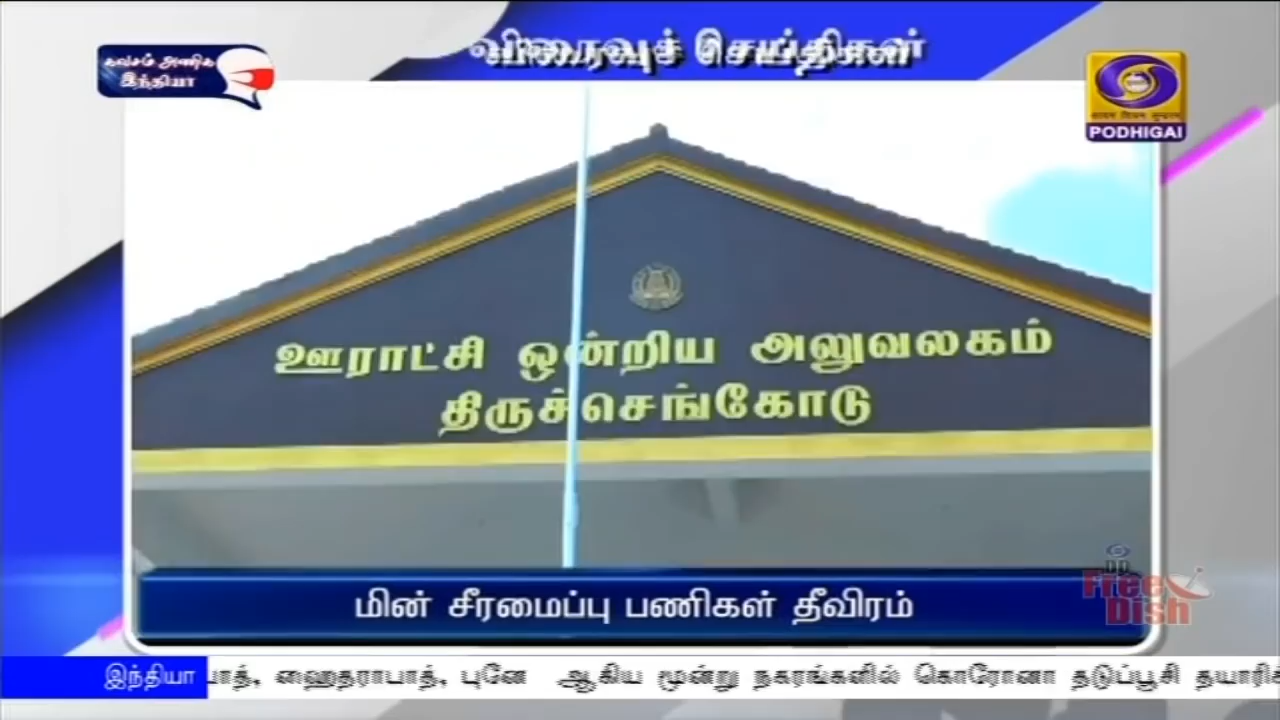 விரைவுச் செய்திகள்
கவசம் அணிக
இந்தியா
PODHIGAI
ஊராட்சி ஒன்றிய அலுவலகம்
திருச்செங்கோடு
மின் சீரமைப்பு பணிகள் தீவிரம்
DD
Free
Dish
இந்தியா பாத், ஹைதராபாத், புனே ஆகிய மூன்று நகரங்களில் கொரோனா தடுப்பூசி தயாரிக